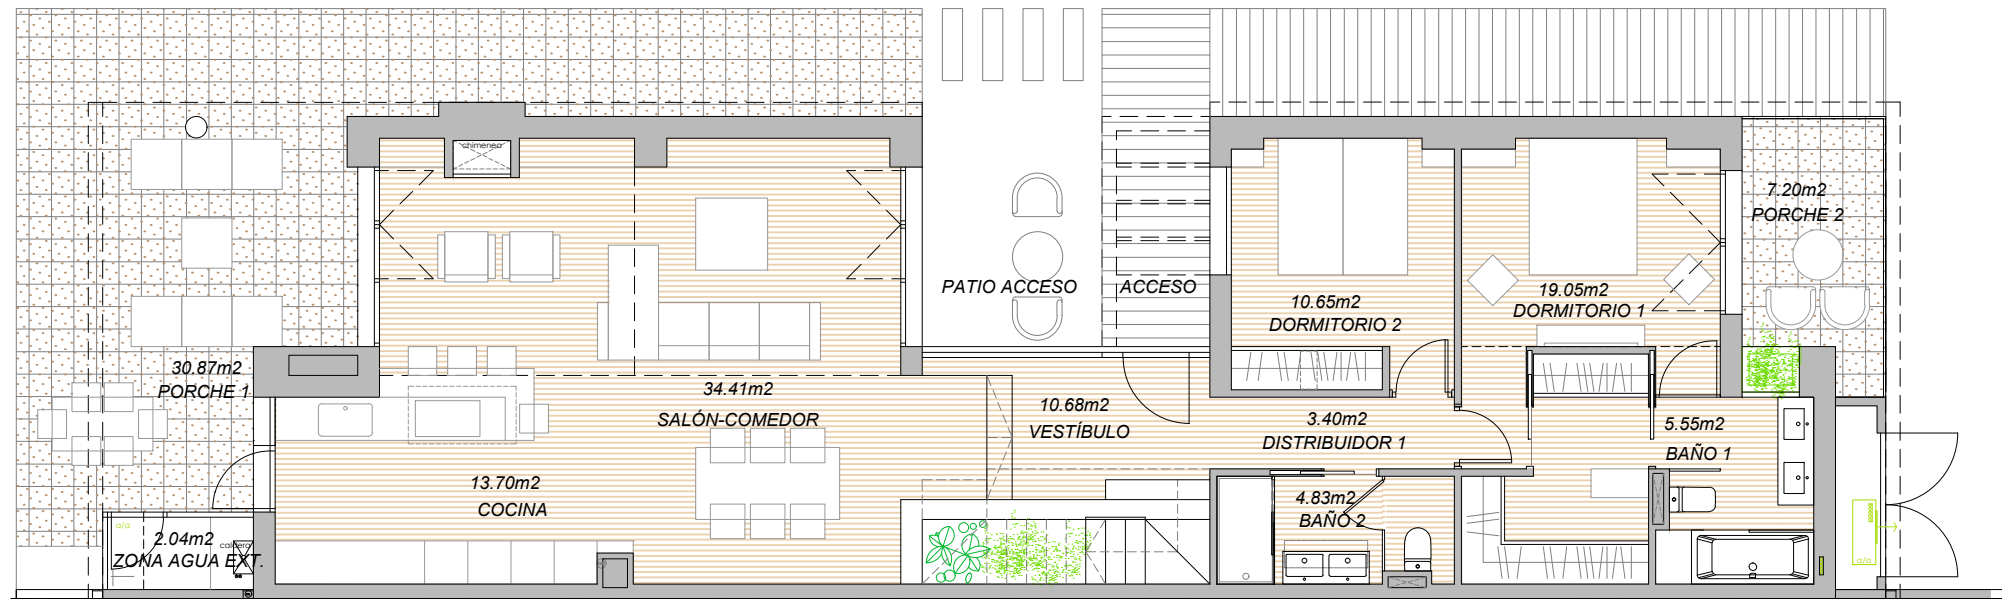 chimenea
7.20m2
PORCHE 2
PATIO ACCESO
ACCESO
10.65m2
DORMITORIO 2
19.05m2
DORMITORIO 1
30.87m2
PORCHE 1
34.41m2
SALÓN-COMEDOR
10.68m2
VESTÍBULO
3.40m2
DISTRIBUIDOR 1
5.55m2
BAÑO 1
13.70m2
COCINA
4.83m2
BAÑO 2
a/a
2.04m2
caldera
ZONA AGUA EXT.
a/a